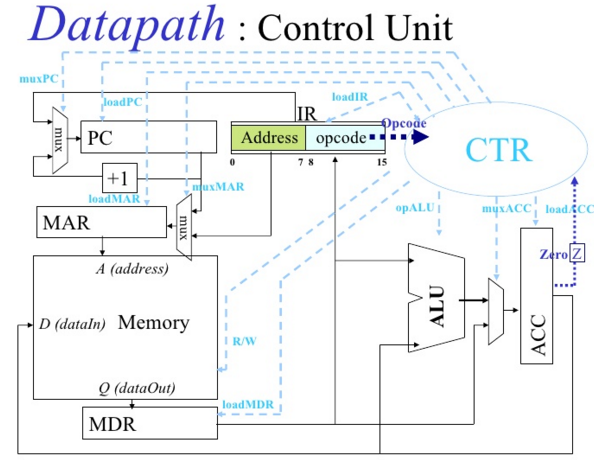 Datapath : Control Unit
muxPC
loadPC
loadIR
IR
Opcode
mux
PC
Address
opcode
CTR
0
7 8
15
+1
loadMAR
muxMAR
mux
MAR
opALU
muxACC
loadACC
A (address)
Zero
Z
ALU
ACC
D (dataIn)
Memory
R/W
Q (dataOut)
loadMDR
MDR